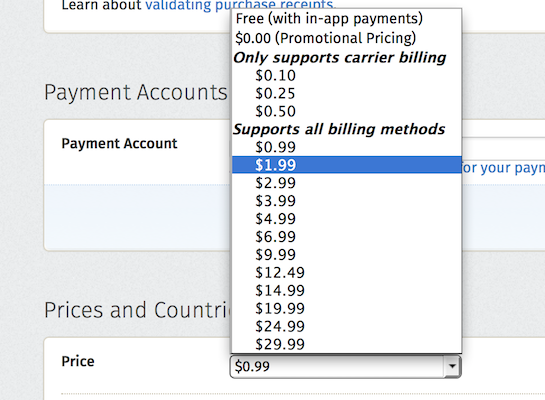 Learn about validating purchase receipts.
Free (with in-app payments)
$0.00 (Promotional Pricing)
Only supports carrier billing
$0.10
$0.25
$0.50
Supports all billing methods
$0.99
$1.99
$2.99
$3.99
$4.99
$6.99
$9.99
$12.49
$14.99
$19.99
$24.99
$29.99
Payment Accounts
Payment Account
for your paym
Prices and Countri
Price
$0.99